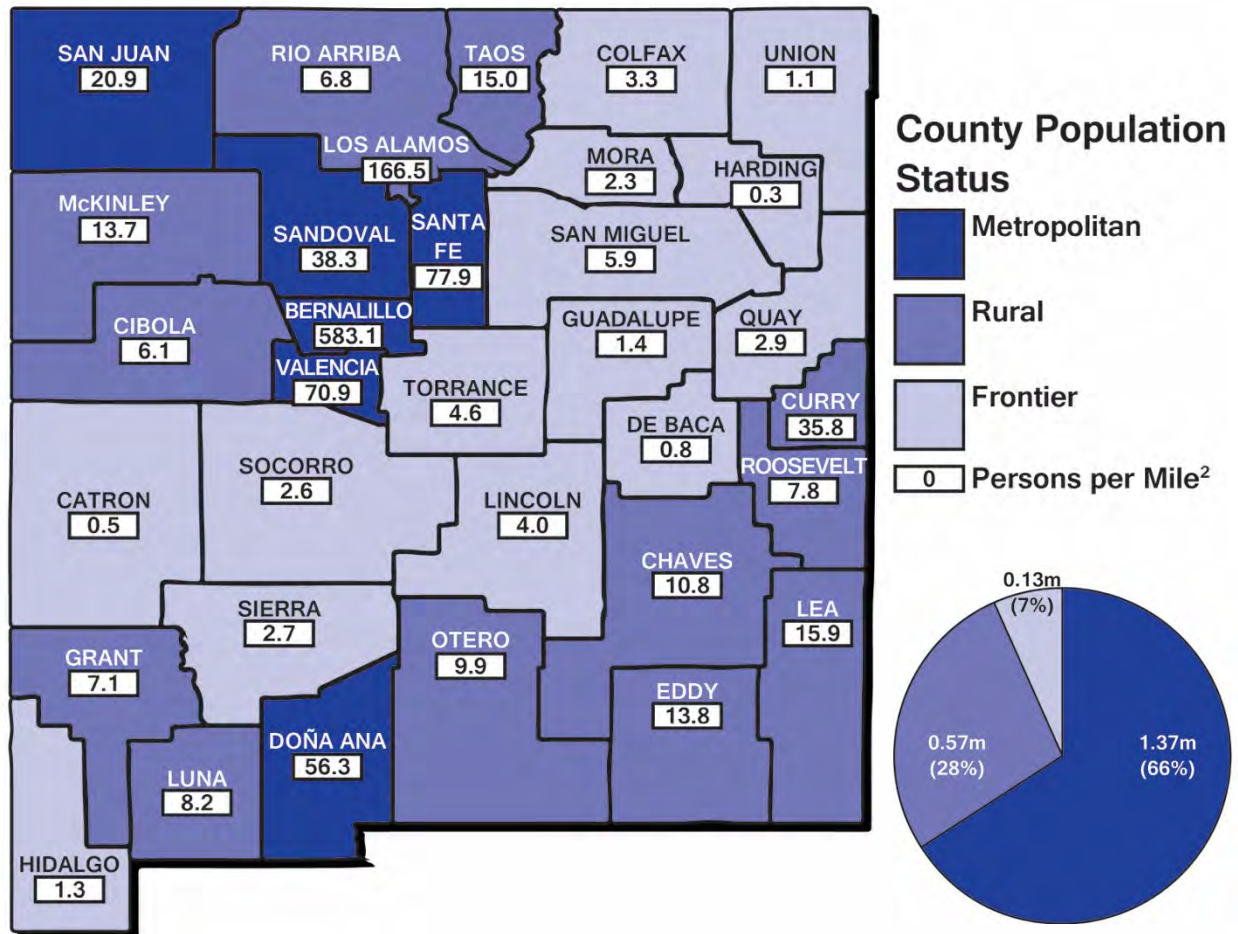 SAN JUAN
20.9
RIO ARRIBA
6.8
TAOS
15.0
COLFAX
3.3
UNION
1.1
LOS ALAMOS
166.5
MORA
2.3
HARDING
0.3
McKINLEY
13.7
SANDOVAL
38.3
SANTA
FE
77.9
SAN MIGUEL
5.9
CIBOLA
6.1
BERNALILLO
583.1
VALENCIA
70.9
TORRANCE
4.6
GUADALUPE
1.4
QUAY
2.9
CURRY
35.8
DE BACA
0.8
ROOSEVELT
7.8
CATRON
0.5
SOCORRO
2.6
LINCOLN
4.0
CHAVES
10.8
LEA
15.9
SIERRA
2.7
OTERO
9.9
GRANT
7.1
EDDY
13.8
DOÑA ANA
56.3
LUNA
8.2
HIDALGO
1.3
County Population
Status
Metropolitan
Rural
Frontier
0 Persons per Mile²
0.13m
(7%)
0.57m
(28%)
1.37m
(66%)